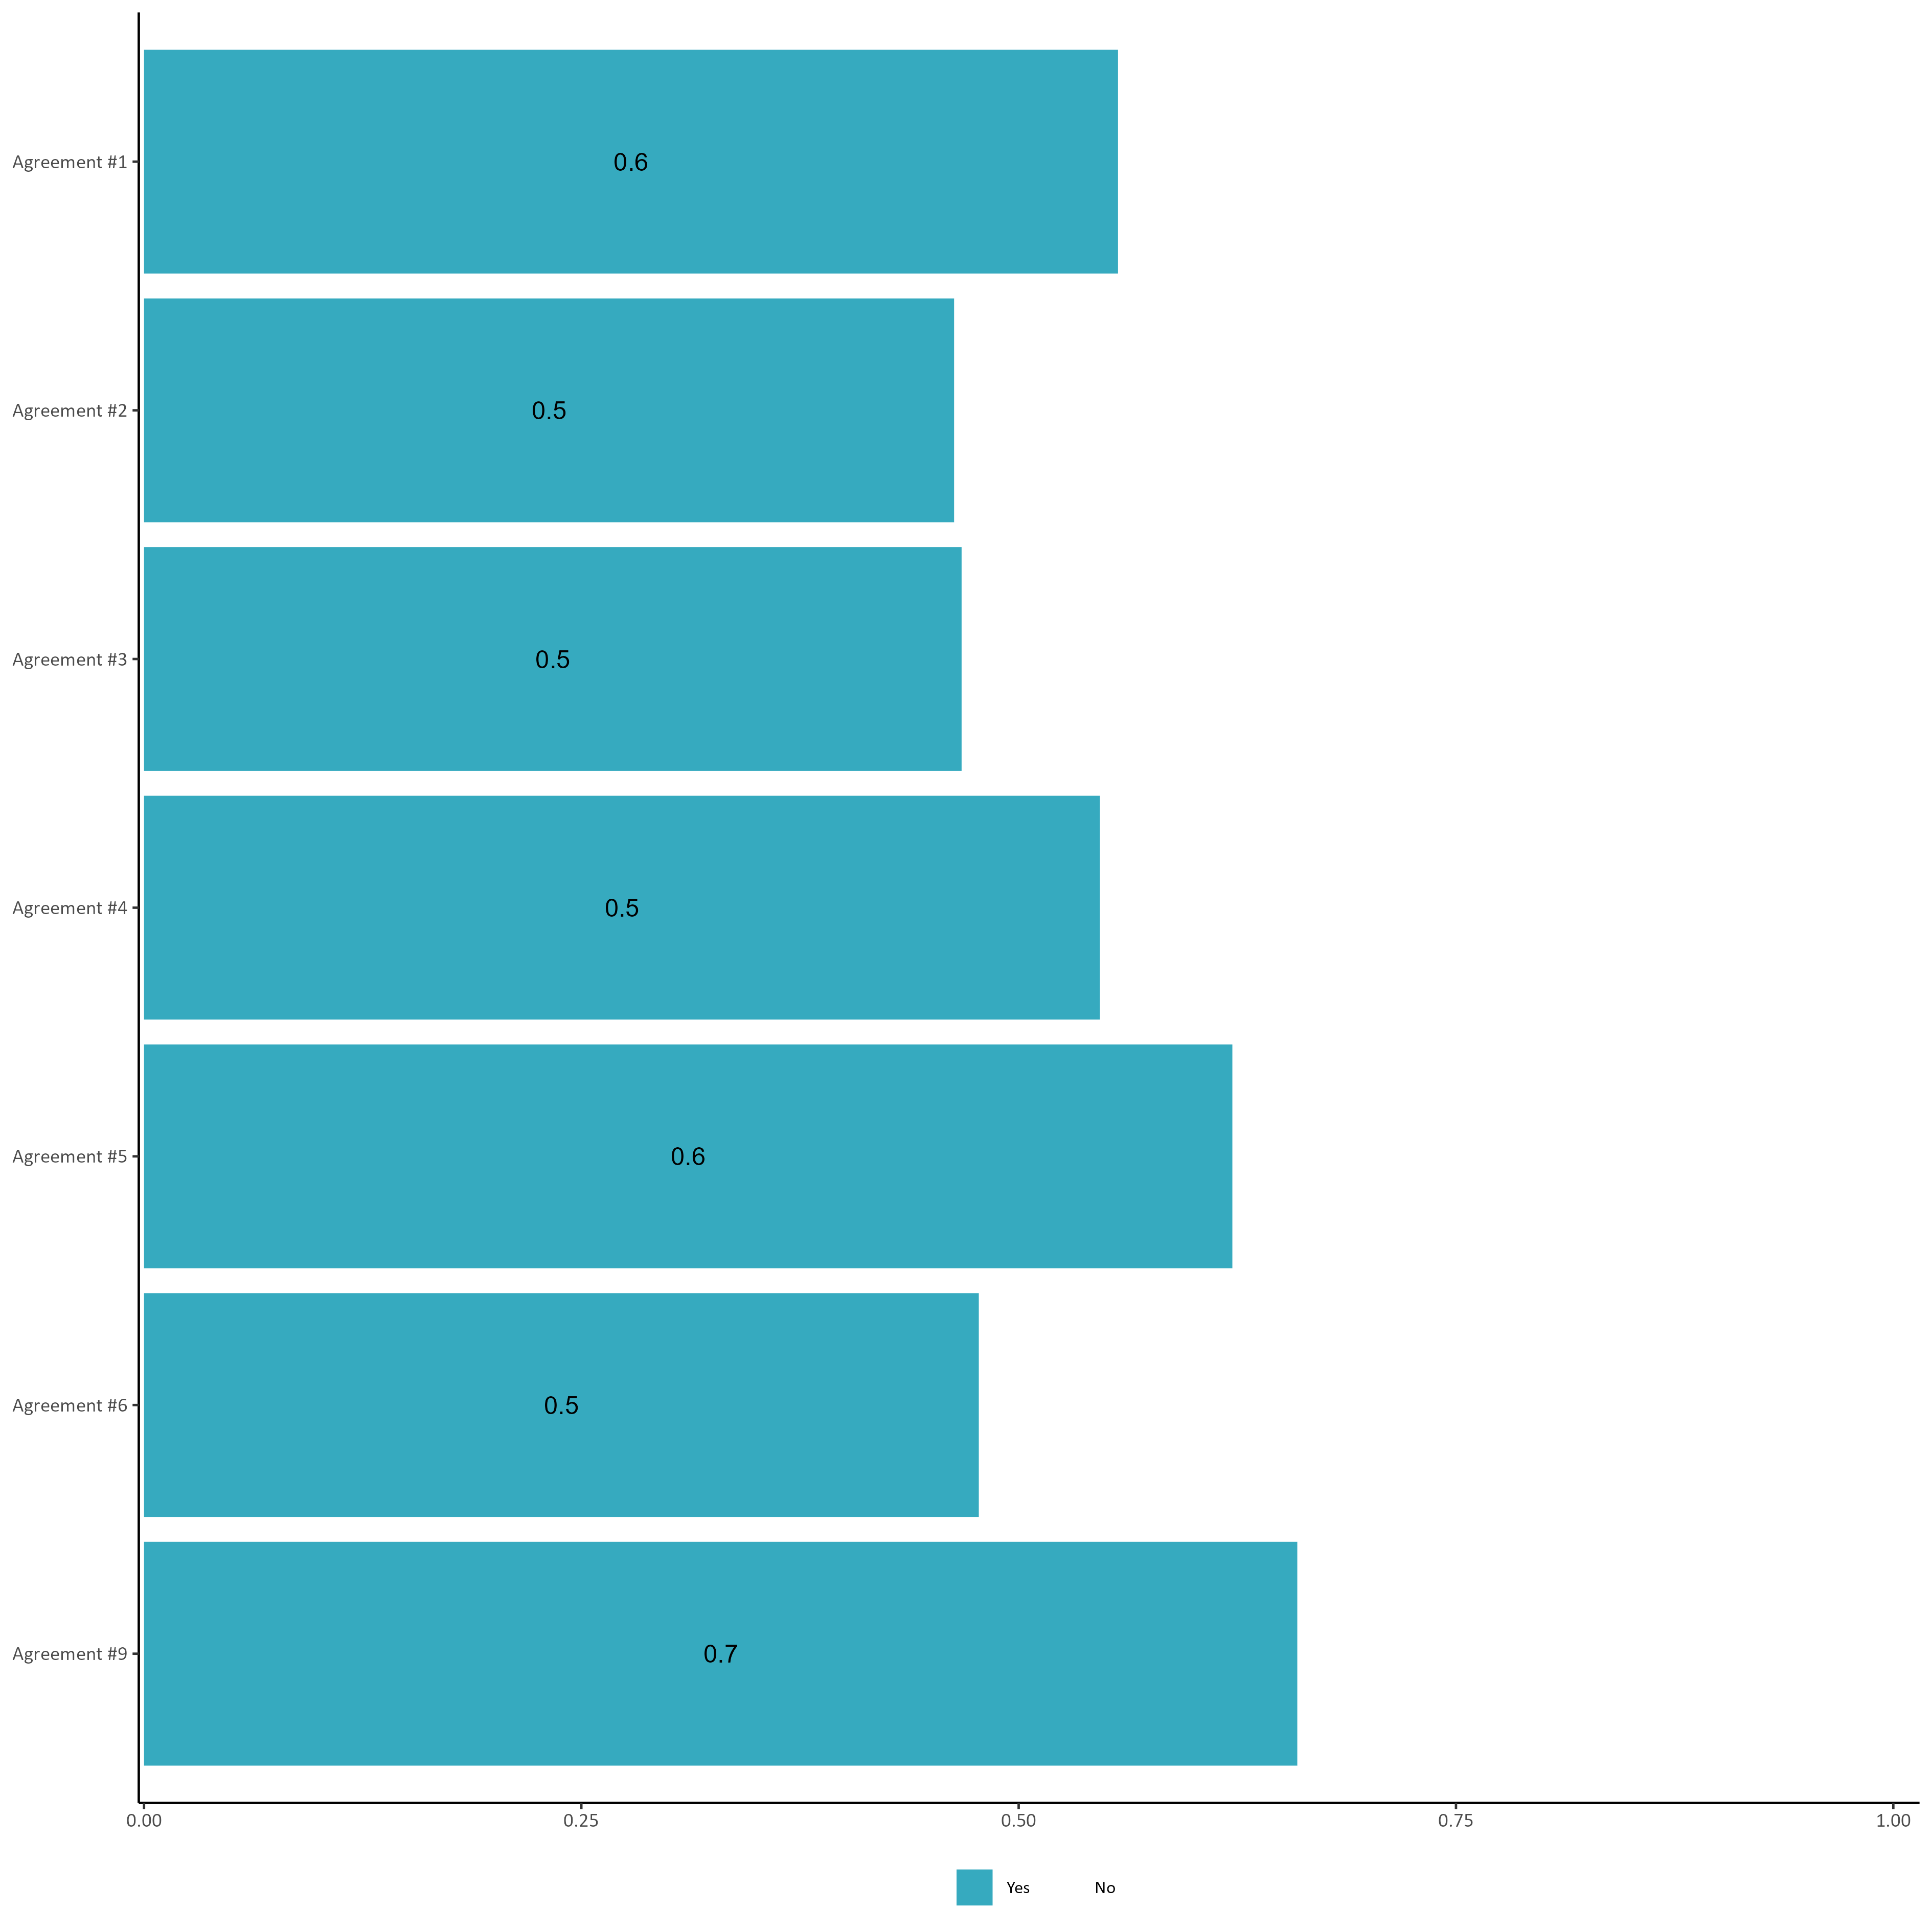 Agreement #1
0.6
Agreement #2
0.5
Agreement #3
0.5
Agreement #4
0.5
Agreement #5
0.6
Agreement #6
0.5
Agreement #9
0.7
0.00 0.25 0.50 0.75 1.00
Yes No